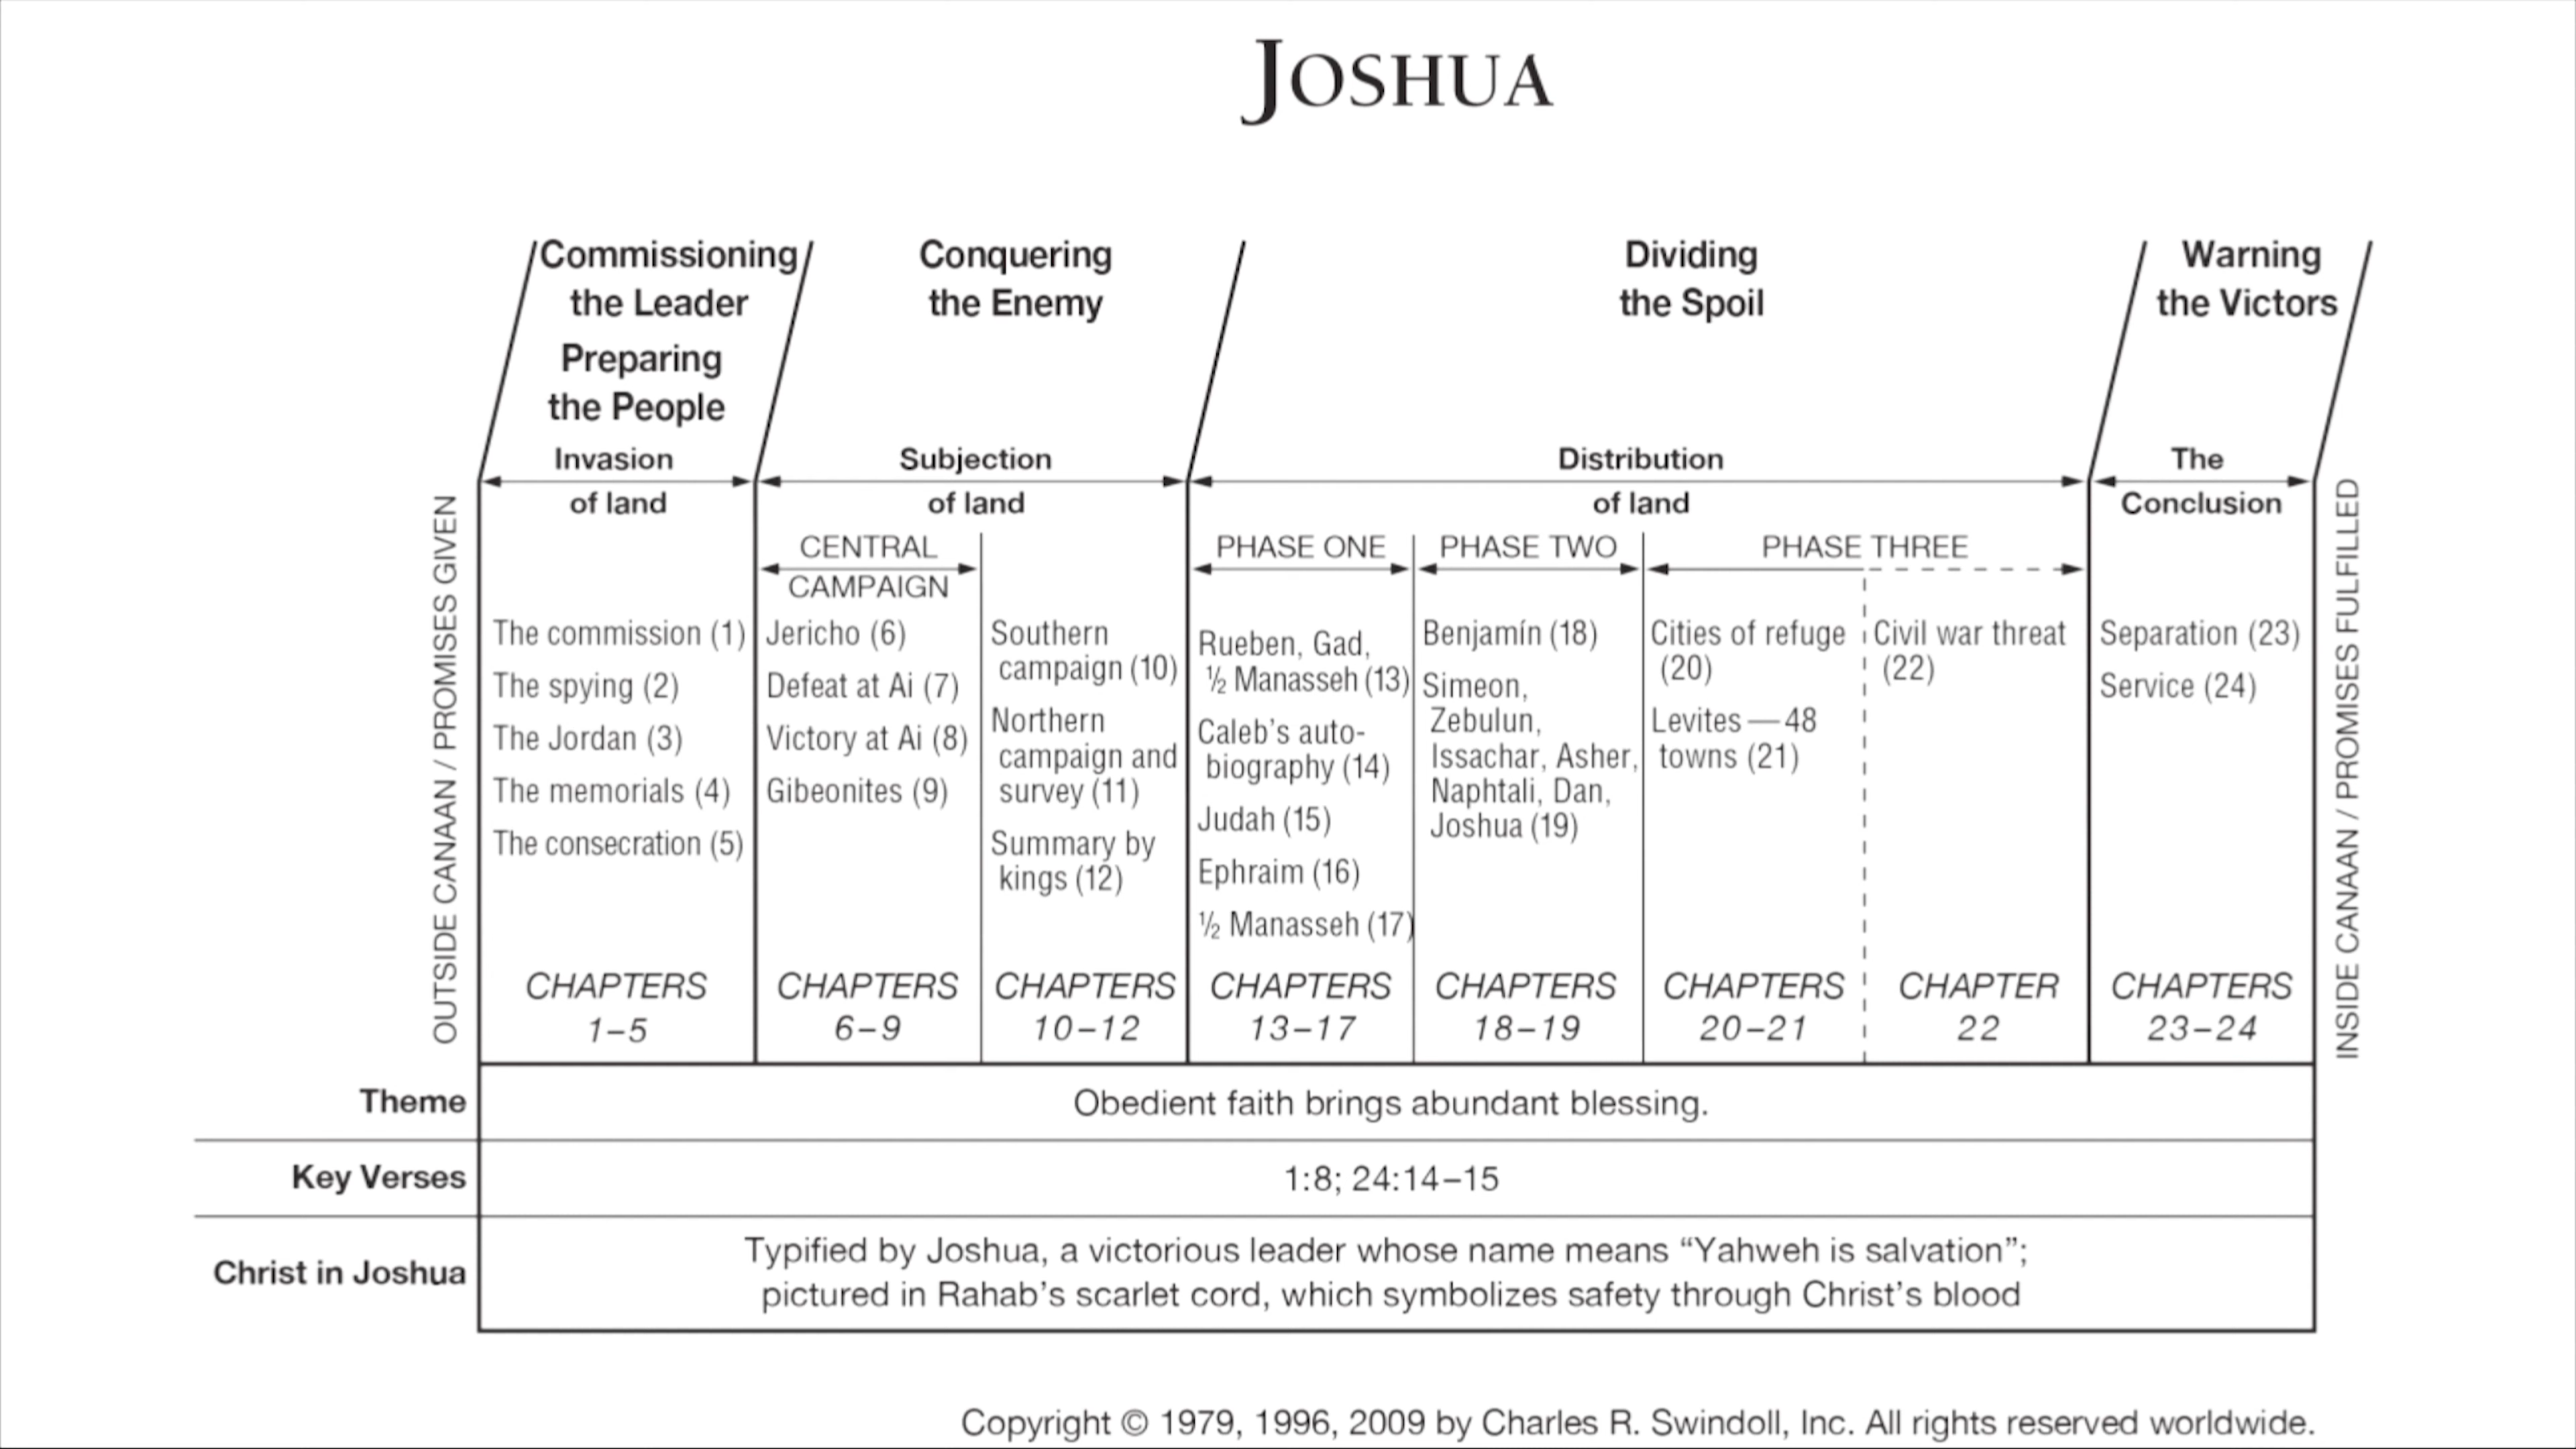 JOSHUA
Commissioning
the Leader
Preparing
the People
Conquering
the Enemy
Dividing
the Spoil
Warning
the Victors
Invasion
of land
Subjection
of land
Distribution
of land
The
Conclusion
OUTSIDE CANAAN / PROMISES GIVEN
The commission (1)
The spying (2)
The Jordan (3)
The memorials (4)
The consecration (5)
CHAPTERS
1–5
CENTRAL
CAMPAIGN
Jericho (6)
Defeat at Ai (7)
Victory at Ai (8)
Gibeonites (9)
CHAPTERS
6–9
Southern
campaign (10)
Northern
campaign and
survey (11)
Summary by
kings (12)
CHAPTERS
10–12
PHASE ONE
Rueben, Gad,
½ Manasseh (13)
Caleb’s auto-
biography (14)
Judah (15)
Ephraim (16)
½ Manasseh (17)
CHAPTERS
13–17
PHASE TWO
Benjamín (18)
Simeon,
Zebulun,
Issachar, Asher,
Naphtali, Dan,
Joshua (19)
CHAPTERS
18–19
PHASE THREE
Cities of refuge
(20)
Levites—48
towns (21)
CHAPTERS
20–21
Civil war threat
(22)
CHAPTER
22
Separation (23)
Service (24)
CHAPTERS
23–24
INSIDE CANAAN / PROMISES FULFILLED
Theme
Obedient faith brings abundant blessing.
Key Verses
1:8; 24:14–15
Christ in Joshua
Typified by Joshua, a victorious leader whose name means “Yahweh is salvation”;
pictured in Rahab’s scarlet cord, which symbolizes safety through Christ’s blood
Copyright © 1979, 1996, 2009 by Charles R. Swindoll, Inc. All rights reserved worldwide.